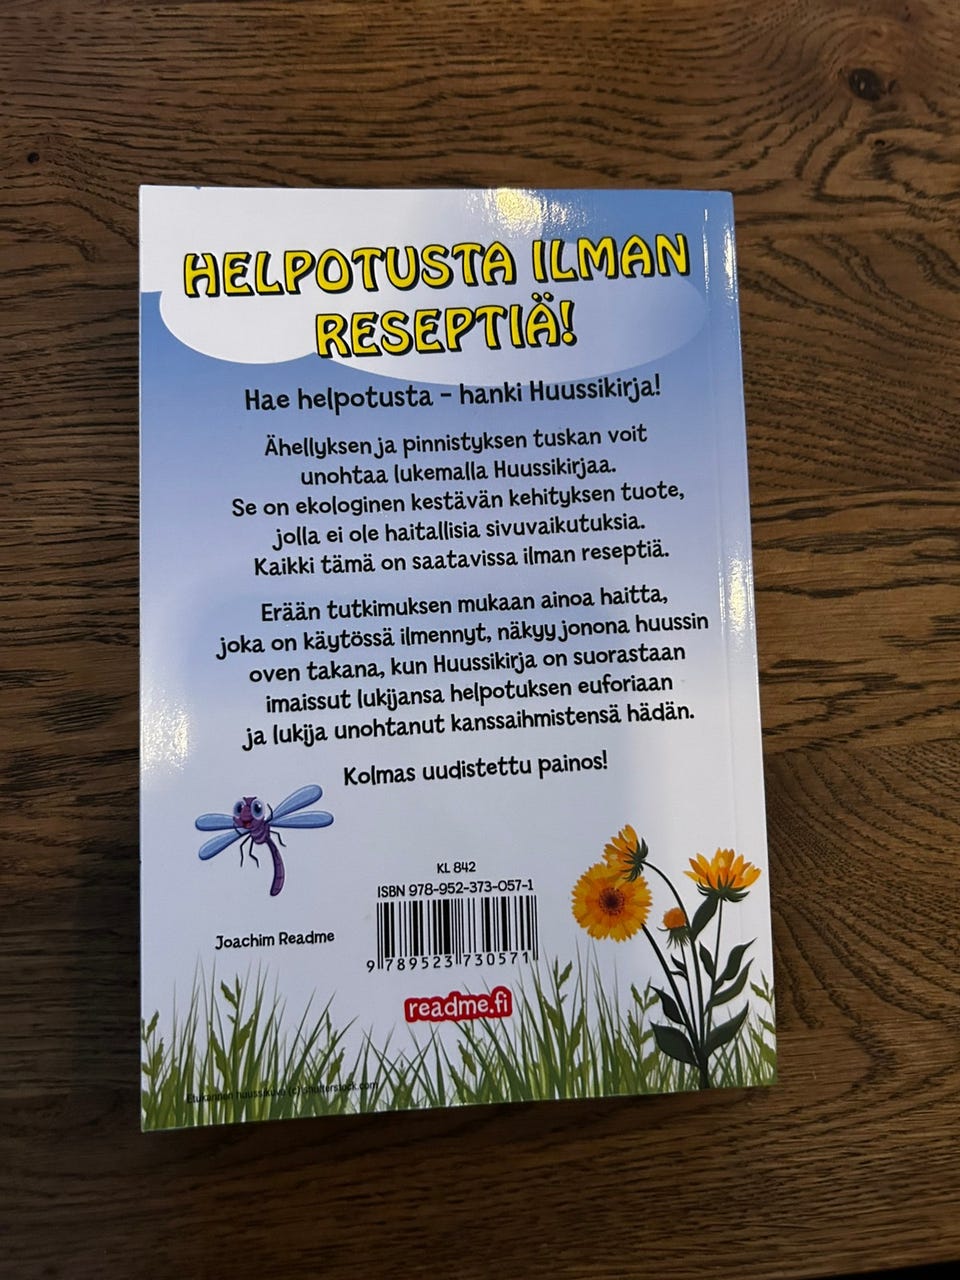 HELPOTUSTA ILMAN
RESEPTIÄ!
Hae helpotusta – hanki Huussikirja!
Ähellyksen ja pinnistyksen tuskan voit
unohtaa lukemalla Huussikirjaa.
Se on ekologinen kestävän kehityksen tuote,
jolla ei ole haitallisia sivuvaikutuksia.
Kaikki tämä on saatavissa ilman reseptiä.
Erään tutkimuksen mukaan ainoa haitta,
joka on käytössä ilmennyt, näkyy jonona huussin
oven takana, kun Huussikirja on suorastaan
imaissut lukijansa helpotuksen euforiaan
ja lukija unohtanut kanssaihmistensä hädän.
Kolmas uudistettu painos!
KL 842
ISBN 978-952-373-057-1
Joachim Readme
9 789523 730571
readme.fi
Etukannen huussikuva (c) shutterstock.com